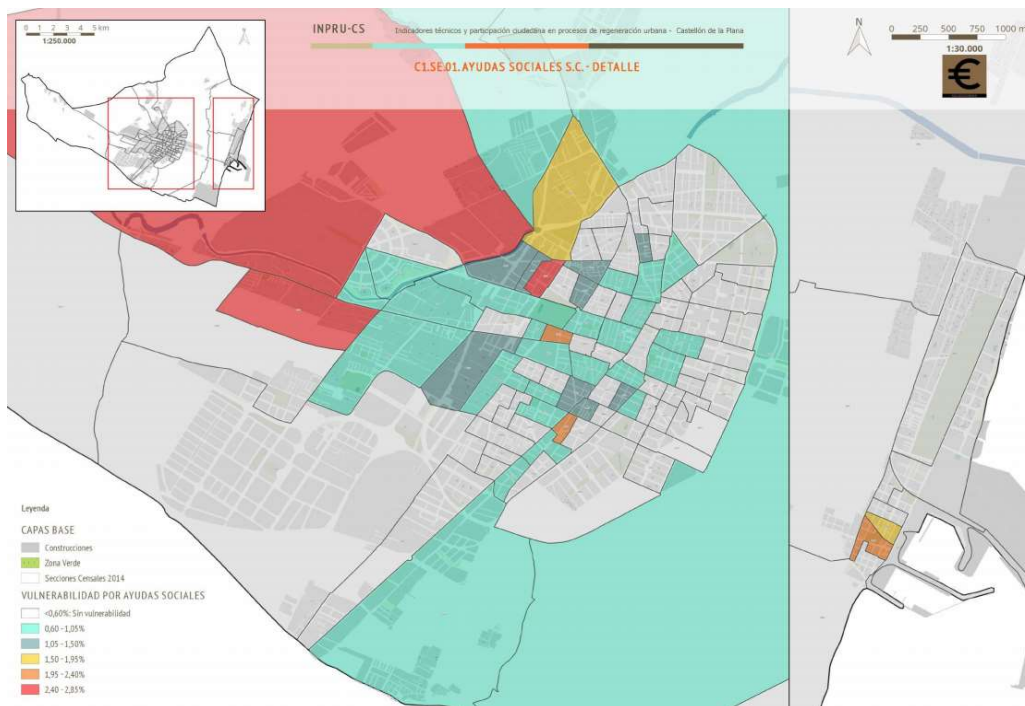 0 1 2 3 4 5 km
1:250.000
INPRU-CS
Indicadores técnicos y participación ciudadana en procesos de regeneración urbana - Castellón de la Plana
C1.SE.01. AYUDAS SOCIALES S.C. - DETALLE
N
0 250 500 750 1000 m
1:30.000
€
Leyenda
CAPAS BASE
Construcciones
Zona Verde
Secciones Censales 2014
VULNERABILIDAD POR AYUDAS SOCIALES
<0,60%: Sin vulnerabilidad
0,60 - 1,05%
1,05 - 1,50%
1,50 - 1,95%
1,95 - 2,40%
2,40 - 2,85%